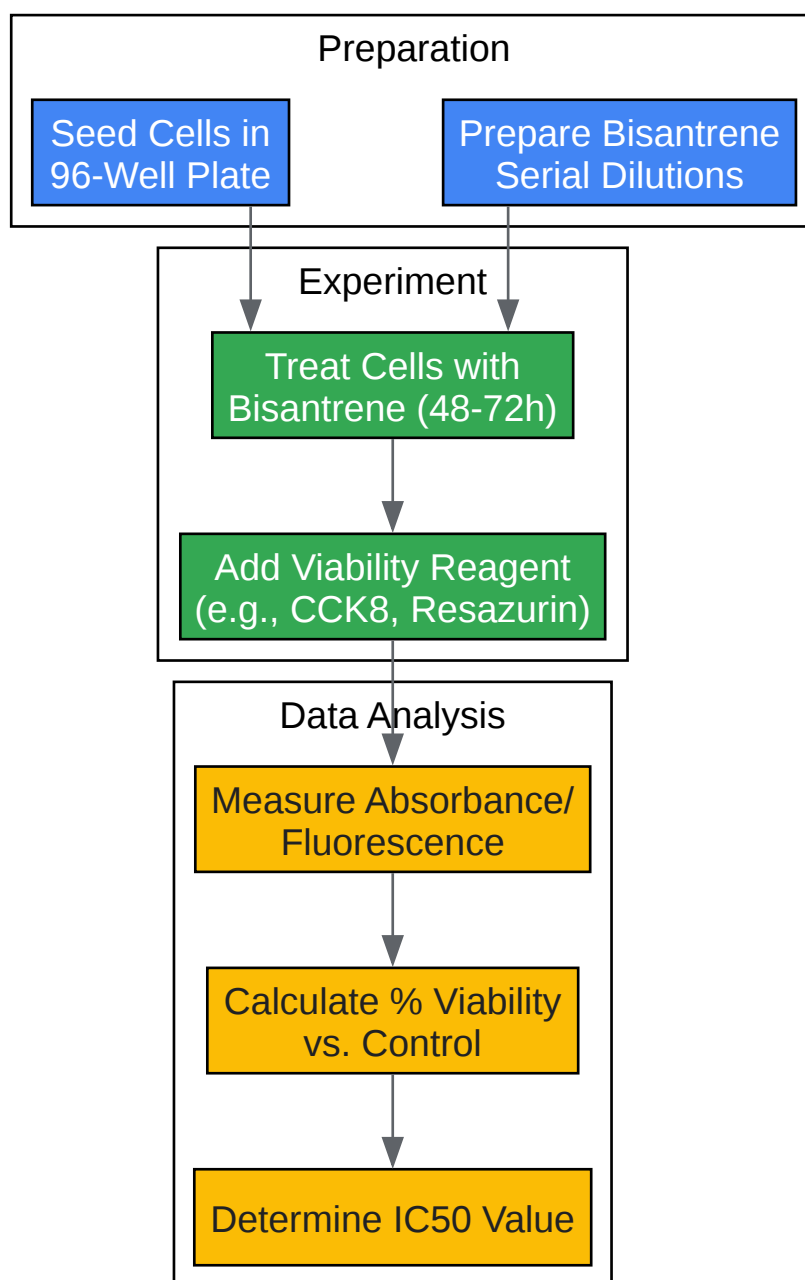 Preparation
Seed Cells in
96-Well Plate
Prepare Bisantrene
Serial Dilutions
Experiment
Treat Cells with
Bisantrene (48-72h)
Add Viability Reagent
(e.g., CCK8, Resazurin)
Data Analysis
Measure Absorbance/
Fluorescence
Calculate % Viability
vs. Control
Determine IC50 Value